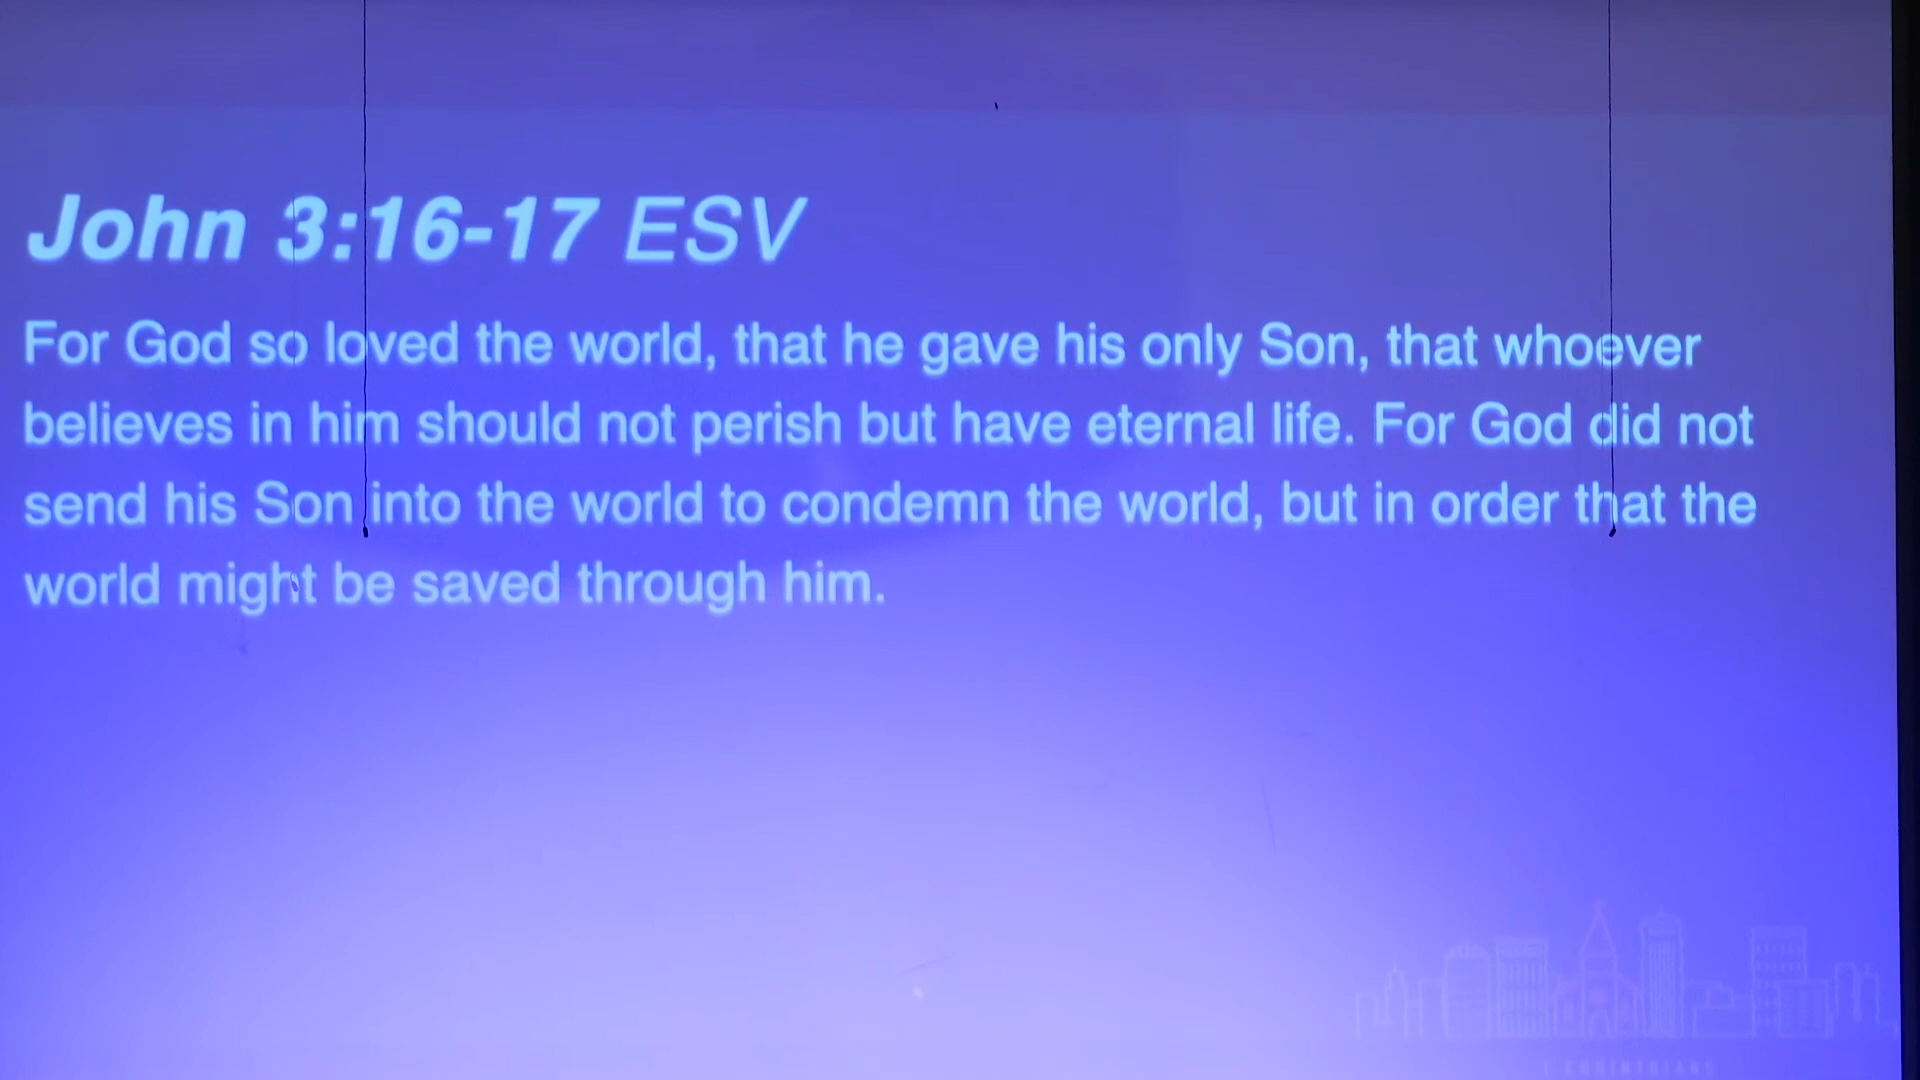 John 3:16-17 ESV
For God so loved the world, that he gave his only Son, that whoever
believes in him should not perish but have eternal life. For God did not
send his Son into the world to condemn the world, but in order that the
world might be saved through him.
1 CORINTHIANS